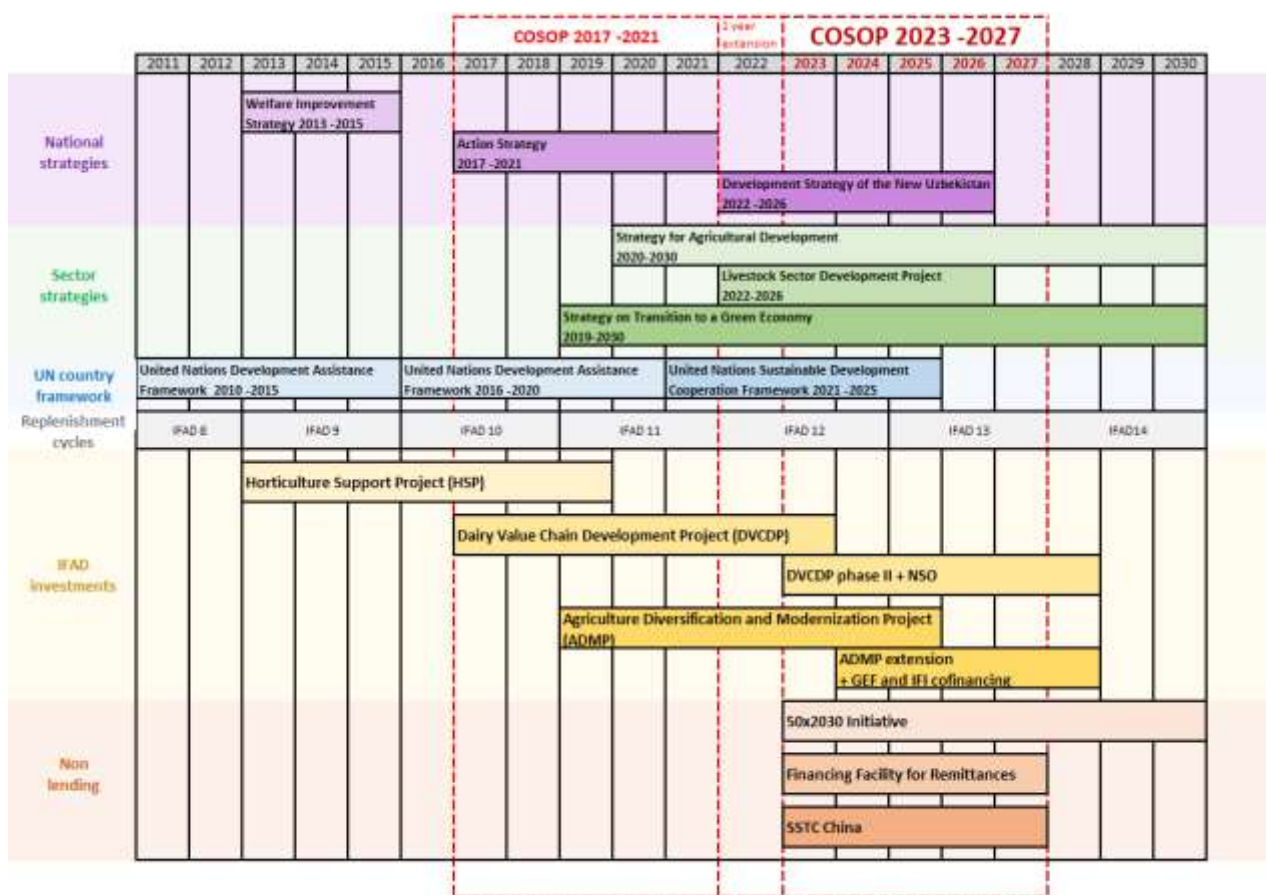 COSOP 2017 -2021
1 year
extension
COSOP 2023 -2027
2011 2012 2013 2014 2015 2016 2017 2018 2019 2020 2021 2022 2023 2024 2025 2026 2027 2028 2029 2030
National
strategies
Welfare Improvement
Strategy 2013 -2015
Action Strategy
2017 -2021
Development Strategy of the New Uzbekistan
2022 -2026
Sector
strategies
Strategy for Agricultural Development
2020-2030
Livestock Sector Development Project
2022-2026
Strategy on Transition to a Green Economy
2019-2030
UN country
framework
United Nations Development Assistance
Framework 2010 -2015
United Nations Development Assistance
Framework 2016 -2020
United Nations Sustainable Development
Cooperation Framework 2021 -2025
Replenishment
cycles
IFAD 8
IFAD 9
IFAD 10
IFAD 11
IFAD 12
IFAD 13
IFAD14
IFAD
investments
Horticulture Support Project (HSP)
Dairy Value Chain Development Project (DVCDP)
DVCDP phase II + NSO
Agriculture Diversification and Modernization Project
(ADMP)
ADMP extension
+ GEF and IFI cofinancing
Non
lending
50x2030 Initiative
Financing Facility for Remittances
SSTC China